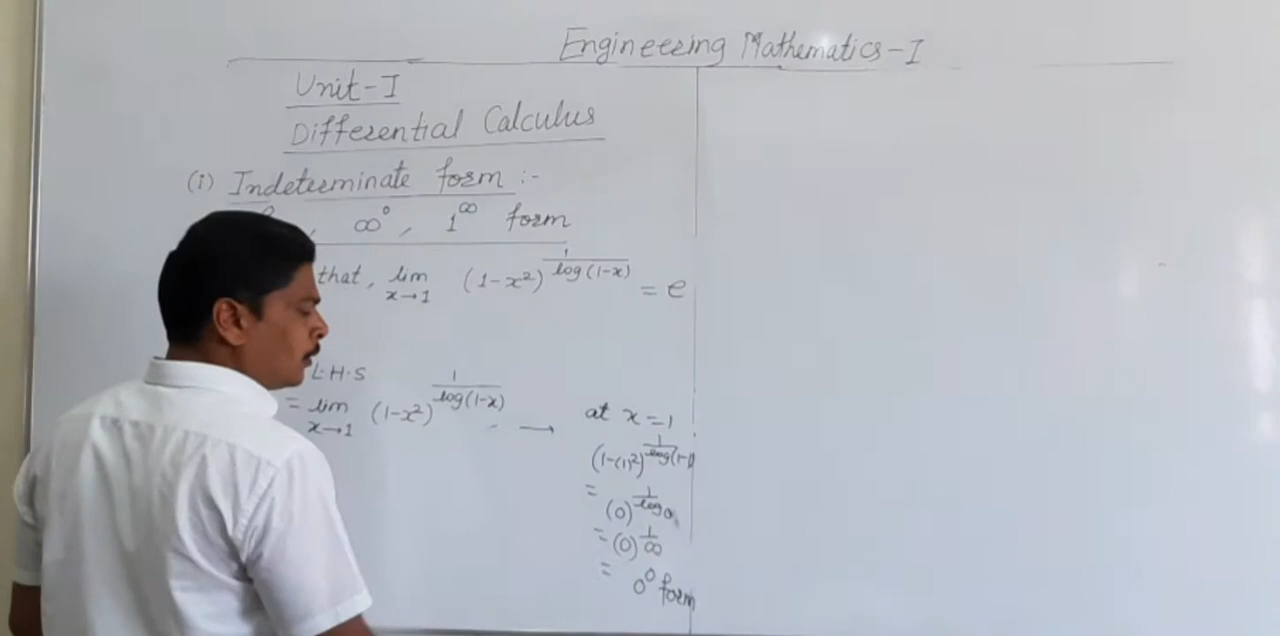 Engineering Mathematics-I
Unit-I
Differential Calculus
(i) Indeterminate form :-
, ∞⁰, 1^∞ form
that, lim x→1 (1-x²)^(1/log(1-x)) = e
L.H.S
= lim x→1 (1-x²)^(1/log(1-x)) →
at x=1
(1-(1)²)^(1/log(1-1
= (0)^(1/log 0)
= (0)^(1/∞)
= 0⁰ form